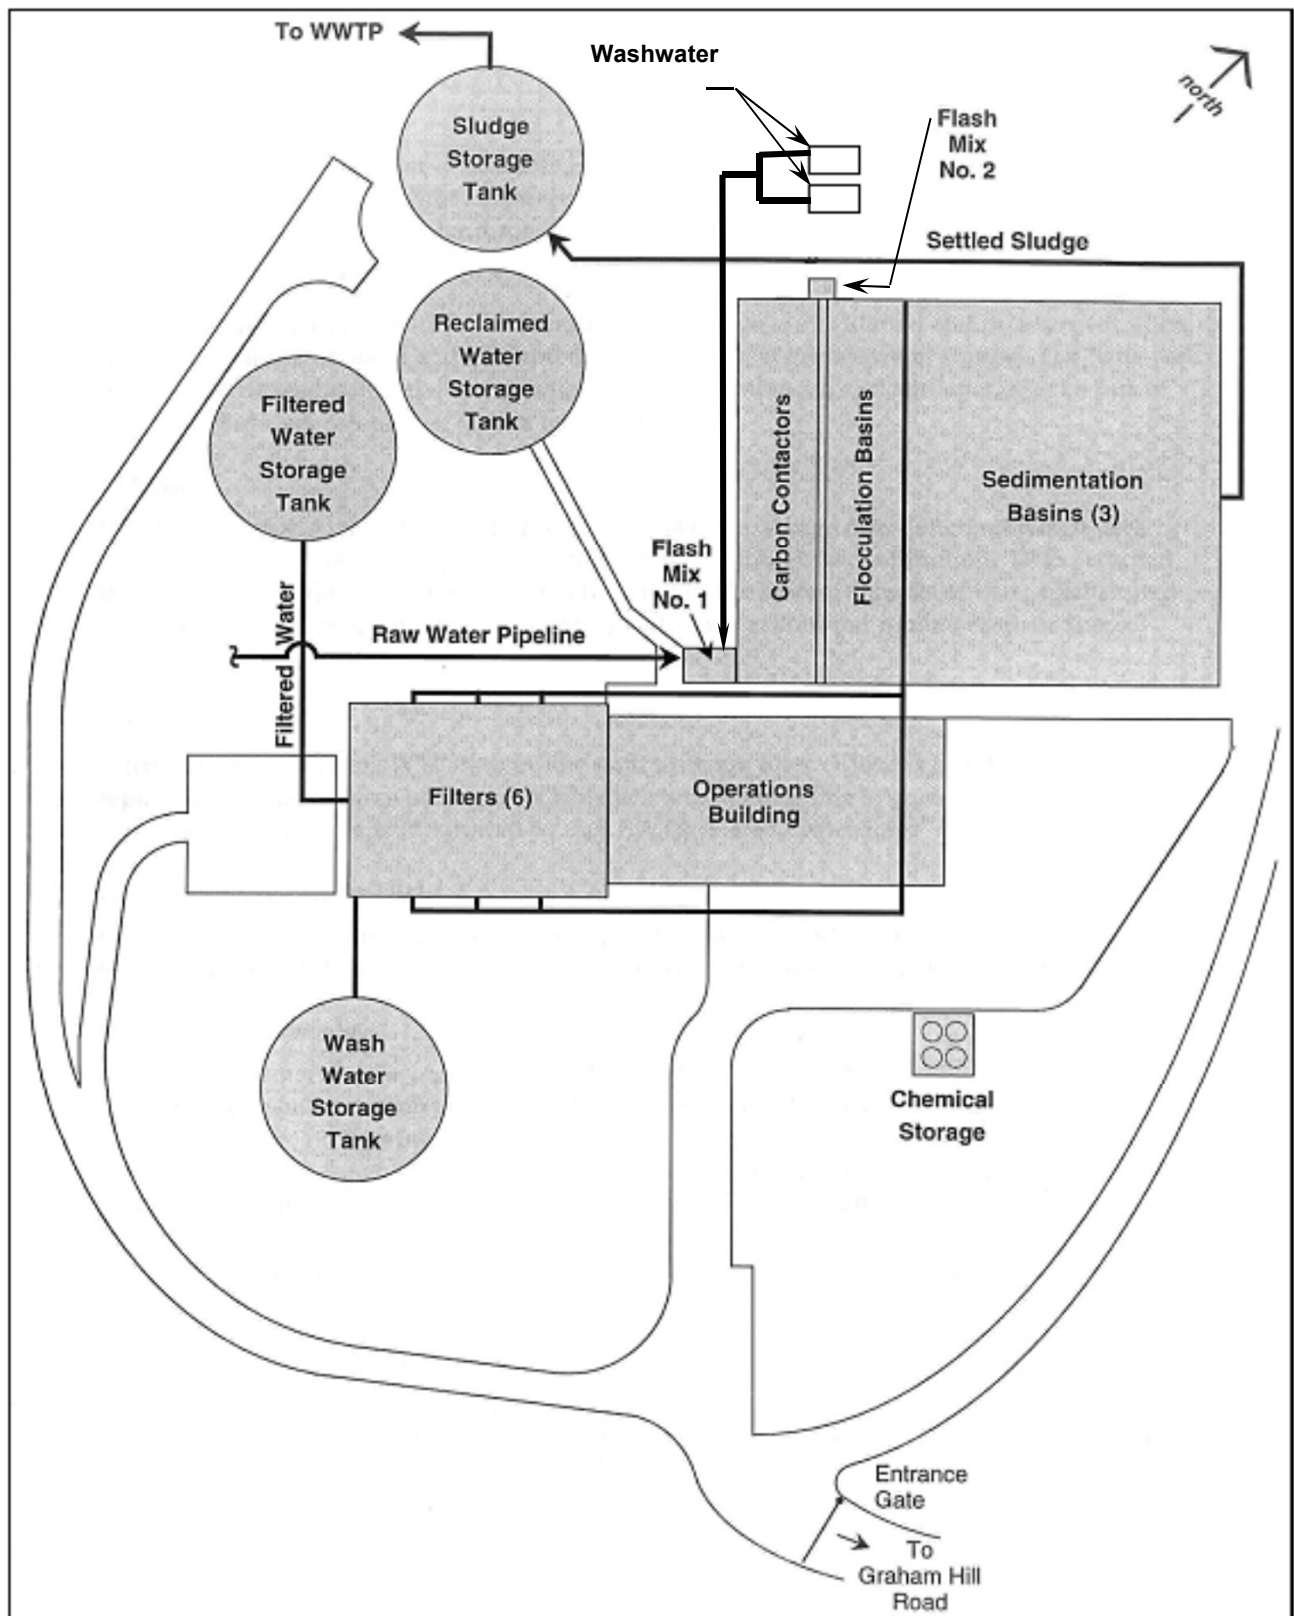 To WWTP
Washwater
north
Flash
Mix
No. 2
Sludge
Storage
Tank
Settled Sludge
Reclaimed
Water
Storage
Tank
Filtered
Water
Storage
Tank
Carbon Contactors
Flocculation Basins
Sedimentation
Basins (3)
Flash
Mix
No. 1
Raw Water Pipeline
Filtered Water
Filters (6)
Operations
Building
Wash
Water
Storage
Tank
Chemical
Storage
Entrance
Gate
To
Graham Hill
Road